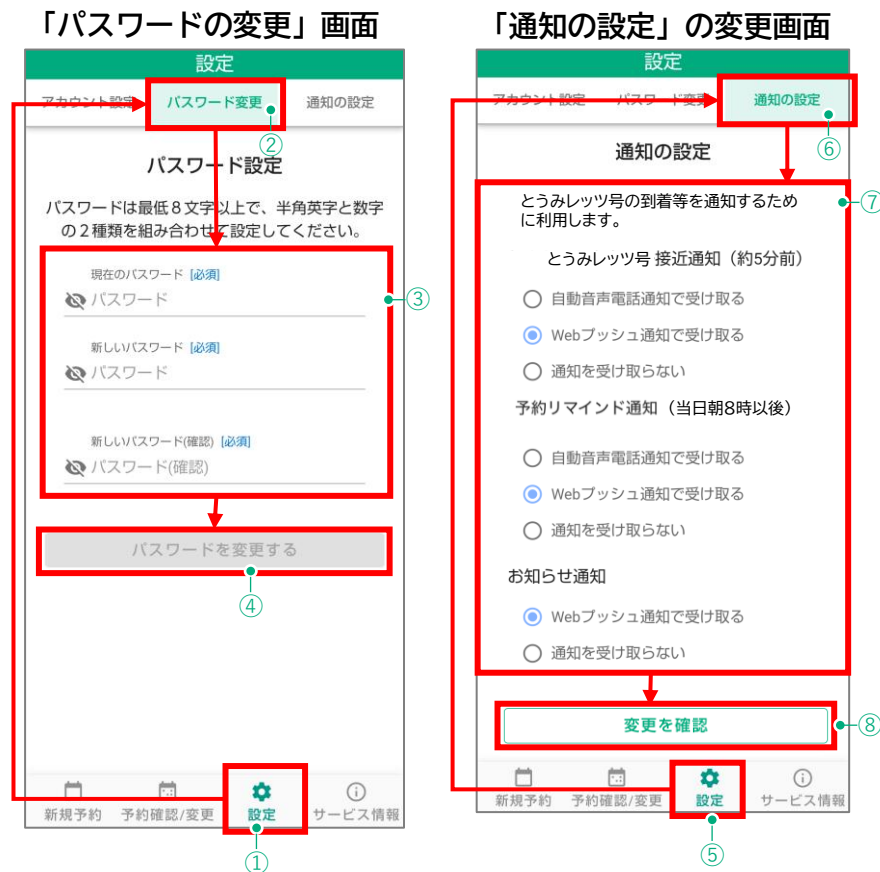 「パスワードの変更」画面
設定
アカウント設定 パスワード変更 通知の設定
②
パスワード設定
パスワードは最低8文字以上で、半角英字と数字
の2種類を組み合わせて設定してください。
現在のパスワード [必須]
パスワード
③
新しいパスワード [必須]
パスワード
新しいパスワード(確認) [必須]
パスワード(確認)
パスワードを変更する
④
新規予約 予約確認/変更 設定 サービス情報
①
「通知の設定」の変更画面
設定
アカウント設定 パスワード変更 通知の設定
⑥
通知の設定
⑦
とうみレッツ号の到着等を通知するため
に利用します。
とうみレッツ号 接近通知（約5分前）
自動音声電話通知で受け取る
Webプッシュ通知で受け取る
通知を受け取らない
予約リマインド通知（当日朝8時以後）
自動音声電話通知で受け取る
Webプッシュ通知で受け取る
通知を受け取らない
お知らせ通知
Webプッシュ通知で受け取る
通知を受け取らない
変更を確認
⑧
新規予約 予約確認/変更 設定 サービス情報
⑤